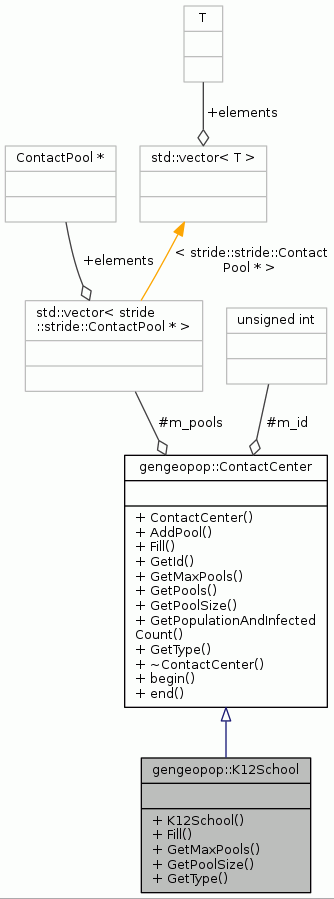 T
+elements
ContactPool *
std::vector< T >
+elements
< stride::stride::Contact
Pool * >
std::vector< stride
::stride::ContactPool * >
unsigned int
#m_pools
#m_id
gengeopop::ContactCenter
+ ContactCenter()
+ AddPool()
+ Fill()
+ GetId()
+ GetMaxPools()
+ GetPools()
+ GetPoolSize()
+ GetPopulationAndInfected
Count()
+ GetType()
+ ~ContactCenter()
+ begin()
+ end()
gengeopop::K12School
+ K12School()
+ Fill()
+ GetMaxPools()
+ GetPoolSize()
+ GetType()